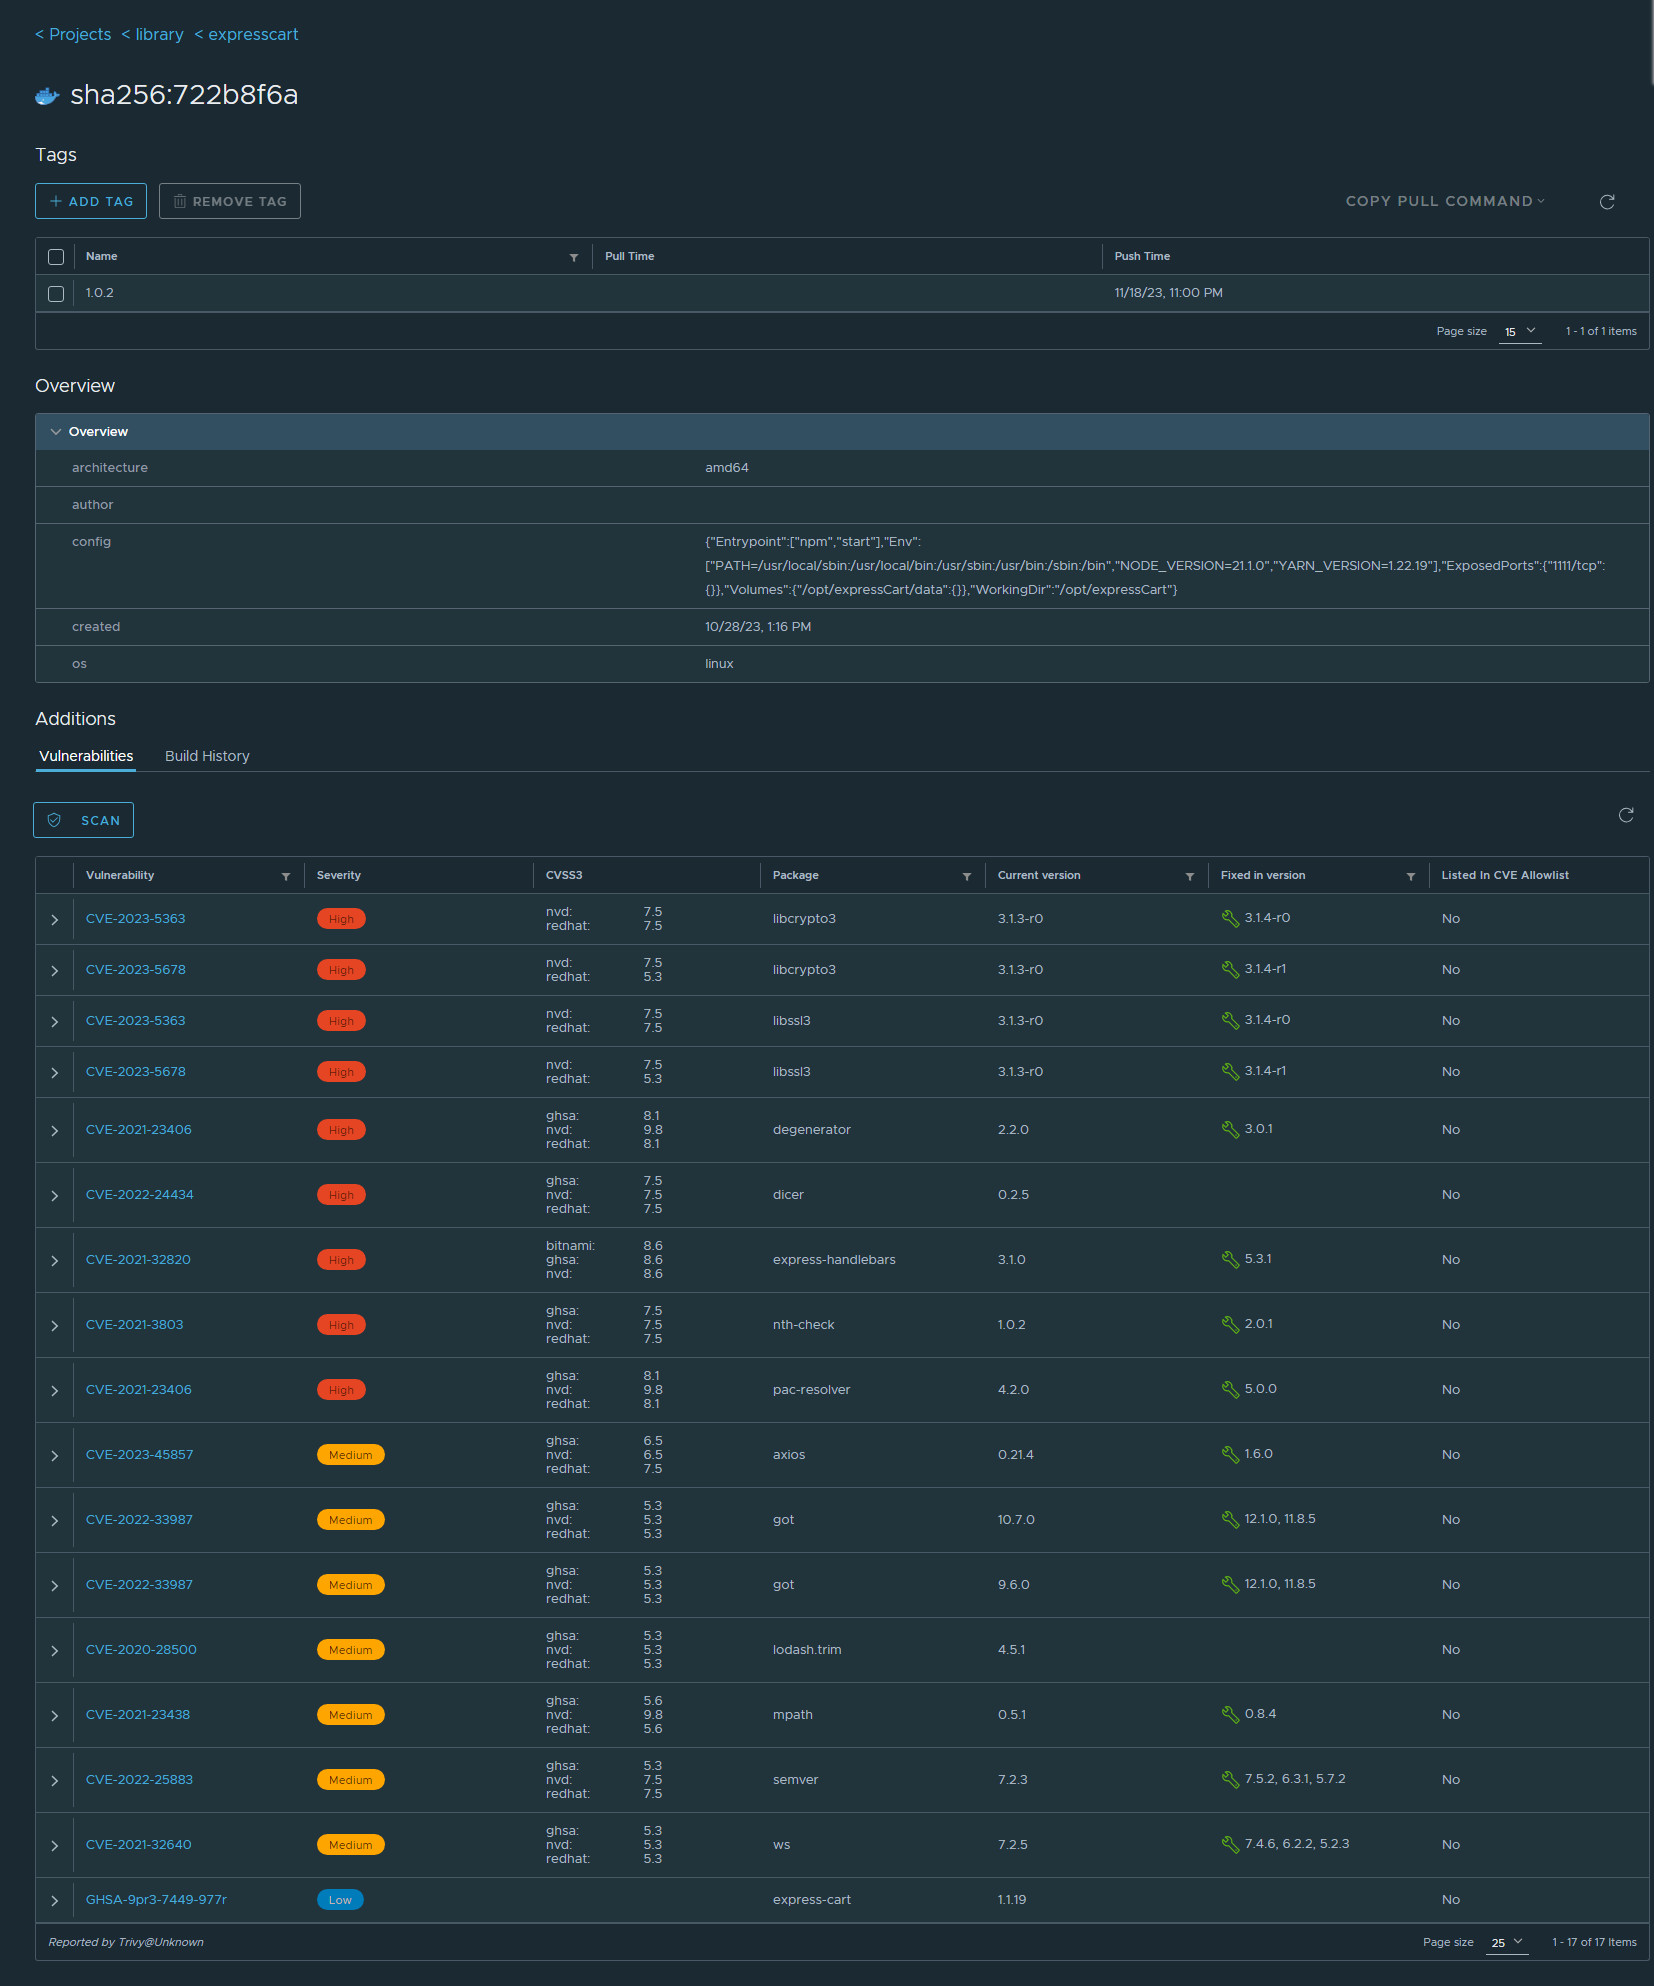 < Projects < library < expresscart
sha256:722b8f6a
Tags
ADD TAG REMOVE TAG COPY PULL COMMAND
Name Pull Time Push Time
1.0.2 11/18/23, 11:00 PM
Page size 15 1 - 1 of 1 items
Overview
Overview
architecture amd64
author
config {"Entrypoint":["npm","start"],"Env":
["PATH=/usr/local/sbin:/usr/local/bin:/usr/sbin:/usr/bin:/sbin:/bin","NODE_VERSION=21.1.0","YARN_VERSION=1.22.19"],"ExposedPorts":{"1111/tcp":
{}},"Volumes":{"/opt/expressCart/data":{}},"WorkingDir":"/opt/expressCart"}
created 10/28/23, 1:16 PM
os linux
Additions
Vulnerabilities Build History
SCAN
Vulnerability Severity CVSS3 Package Current version Fixed in version Listed In CVE Allowlist
CVE-2023-5363 High nvd: 7.5 redhat: 7.5 libcrypto3 3.1.3-r0 3.1.4-r0 No
CVE-2023-5678 High nvd: 7.5 redhat: 5.3 libcrypto3 3.1.3-r0 3.1.4-r1 No
CVE-2023-5363 High nvd: 7.5 redhat: 7.5 libssl3 3.1.3-r0 3.1.4-r0 No
CVE-2023-5678 High nvd: 7.5 redhat: 5.3 libssl3 3.1.3-r0 3.1.4-r1 No
CVE-2021-23406 High ghsa: 8.1 nvd: 9.8 redhat: 8.1 degenerator 2.2.0 3.0.1 No
CVE-2022-24434 High ghsa: 7.5 nvd: 7.5 redhat: 7.5 dicer 0.2.5 No
CVE-2021-32820 High bitnami: 8.6 ghsa: 8.6 nvd: 8.6 express-handlebars 3.1.0 5.3.1 No
CVE-2021-3803 High ghsa: 7.5 nvd: 7.5 redhat: 7.5 nth-check 1.0.2 2.0.1 No
CVE-2021-23406 High ghsa: 8.1 nvd: 9.8 redhat: 8.1 pac-resolver 4.2.0 5.0.0 No
CVE-2023-45857 Medium ghsa: 6.5 nvd: 6.5 redhat: 7.5 axios 0.21.4 1.6.0 No
CVE-2022-33987 Medium ghsa: 5.3 nvd: 5.3 redhat: 5.3 got 10.7.0 12.1.0, 11.8.5 No
CVE-2022-33987 Medium ghsa: 5.3 nvd: 5.3 redhat: 5.3 got 9.6.0 12.1.0, 11.8.5 No
CVE-2020-28500 Medium ghsa: 5.3 nvd: 5.3 redhat: 5.3 lodash.trim 4.5.1 No
CVE-2021-23438 Medium ghsa: 5.6 nvd: 9.8 redhat: 5.6 mpath 0.5.1 0.8.4 No
CVE-2022-25883 Medium ghsa: 5.3 nvd: 7.5 redhat: 7.5 semver 7.2.3 7.5.2, 6.3.1, 5.7.2 No
CVE-2021-32640 Medium ghsa: 5.3 nvd: 5.3 redhat: 5.3 ws 7.2.5 7.4.6, 6.2.2, 5.2.3 No
GHSA-9pr3-7449-977r Low express-cart 1.1.19 No
Reported by Trivy@Unknown Page size 25 1 - 17 of 17 Items